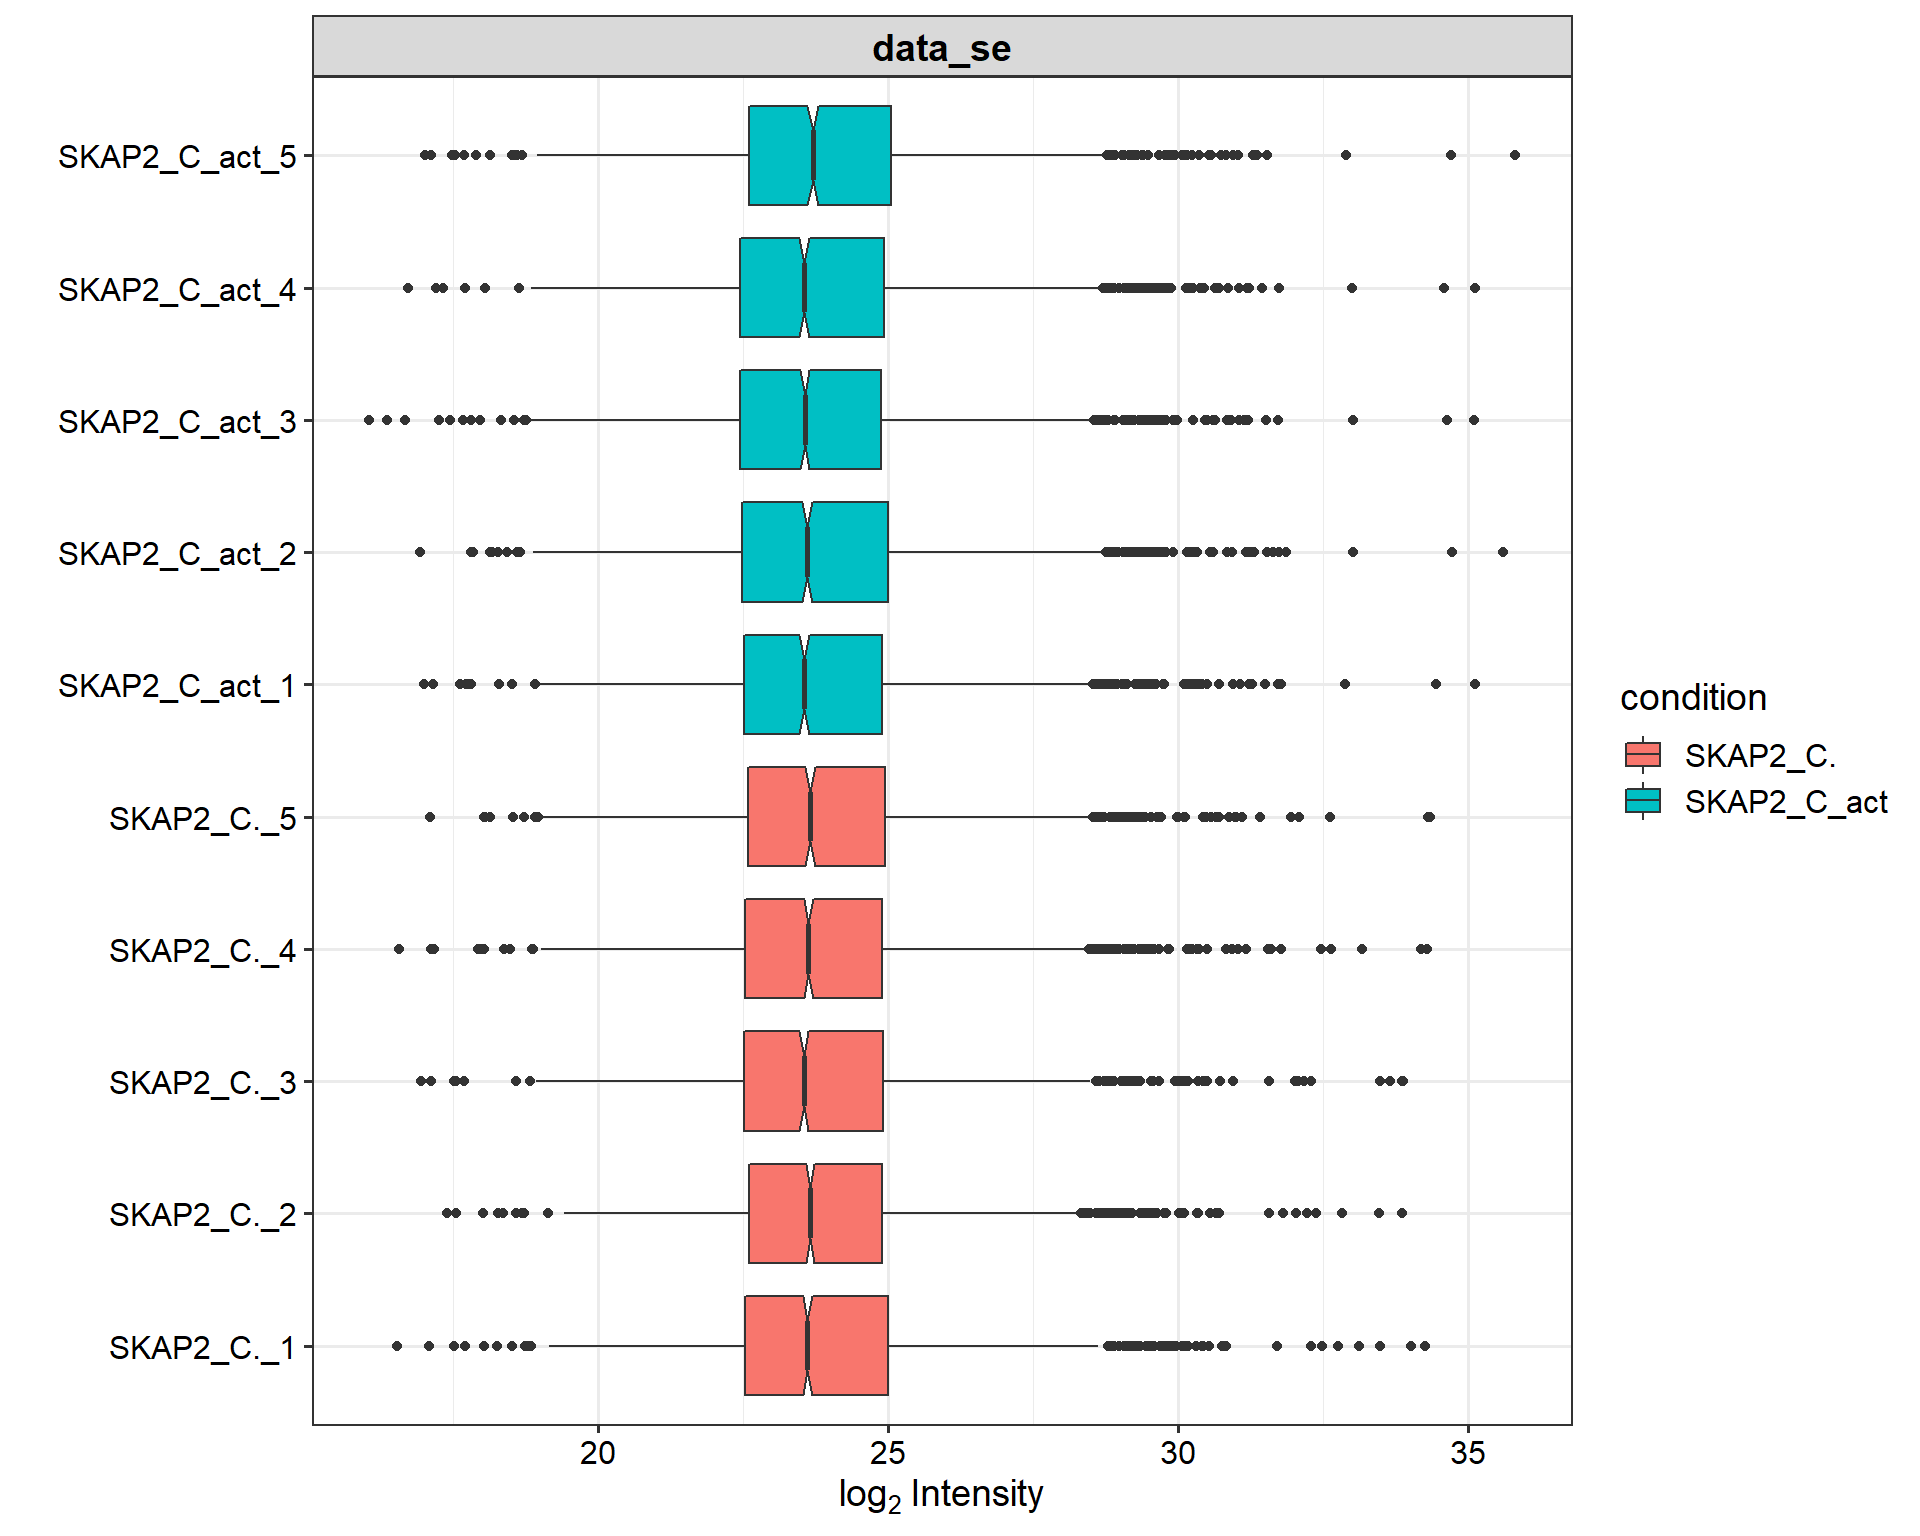 data_se
SKAP2_C_act_5
SKAP2_C_act_4
SKAP2_C_act_3
SKAP2_C_act_2
SKAP2_C_act_1
SKAP2_C._5
SKAP2_C._4
SKAP2_C._3
SKAP2_C._2
SKAP2_C._1
20 25 30 35
log₂ Intensity
condition
SKAP2_C.
SKAP2_C_act